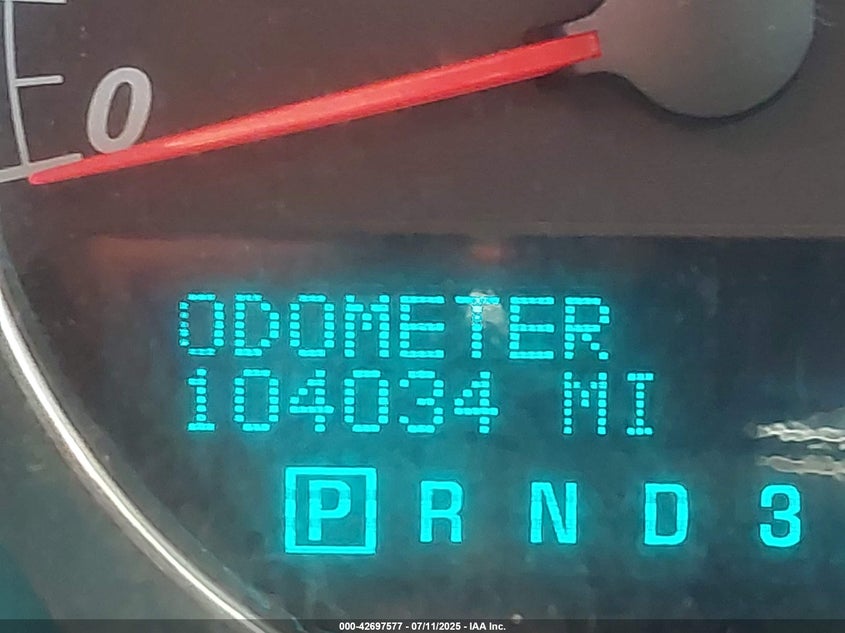 0
ODOMETER
104034 MI
P R N D 3
000-42697577 - 07/11/2025 - IAA Inc.